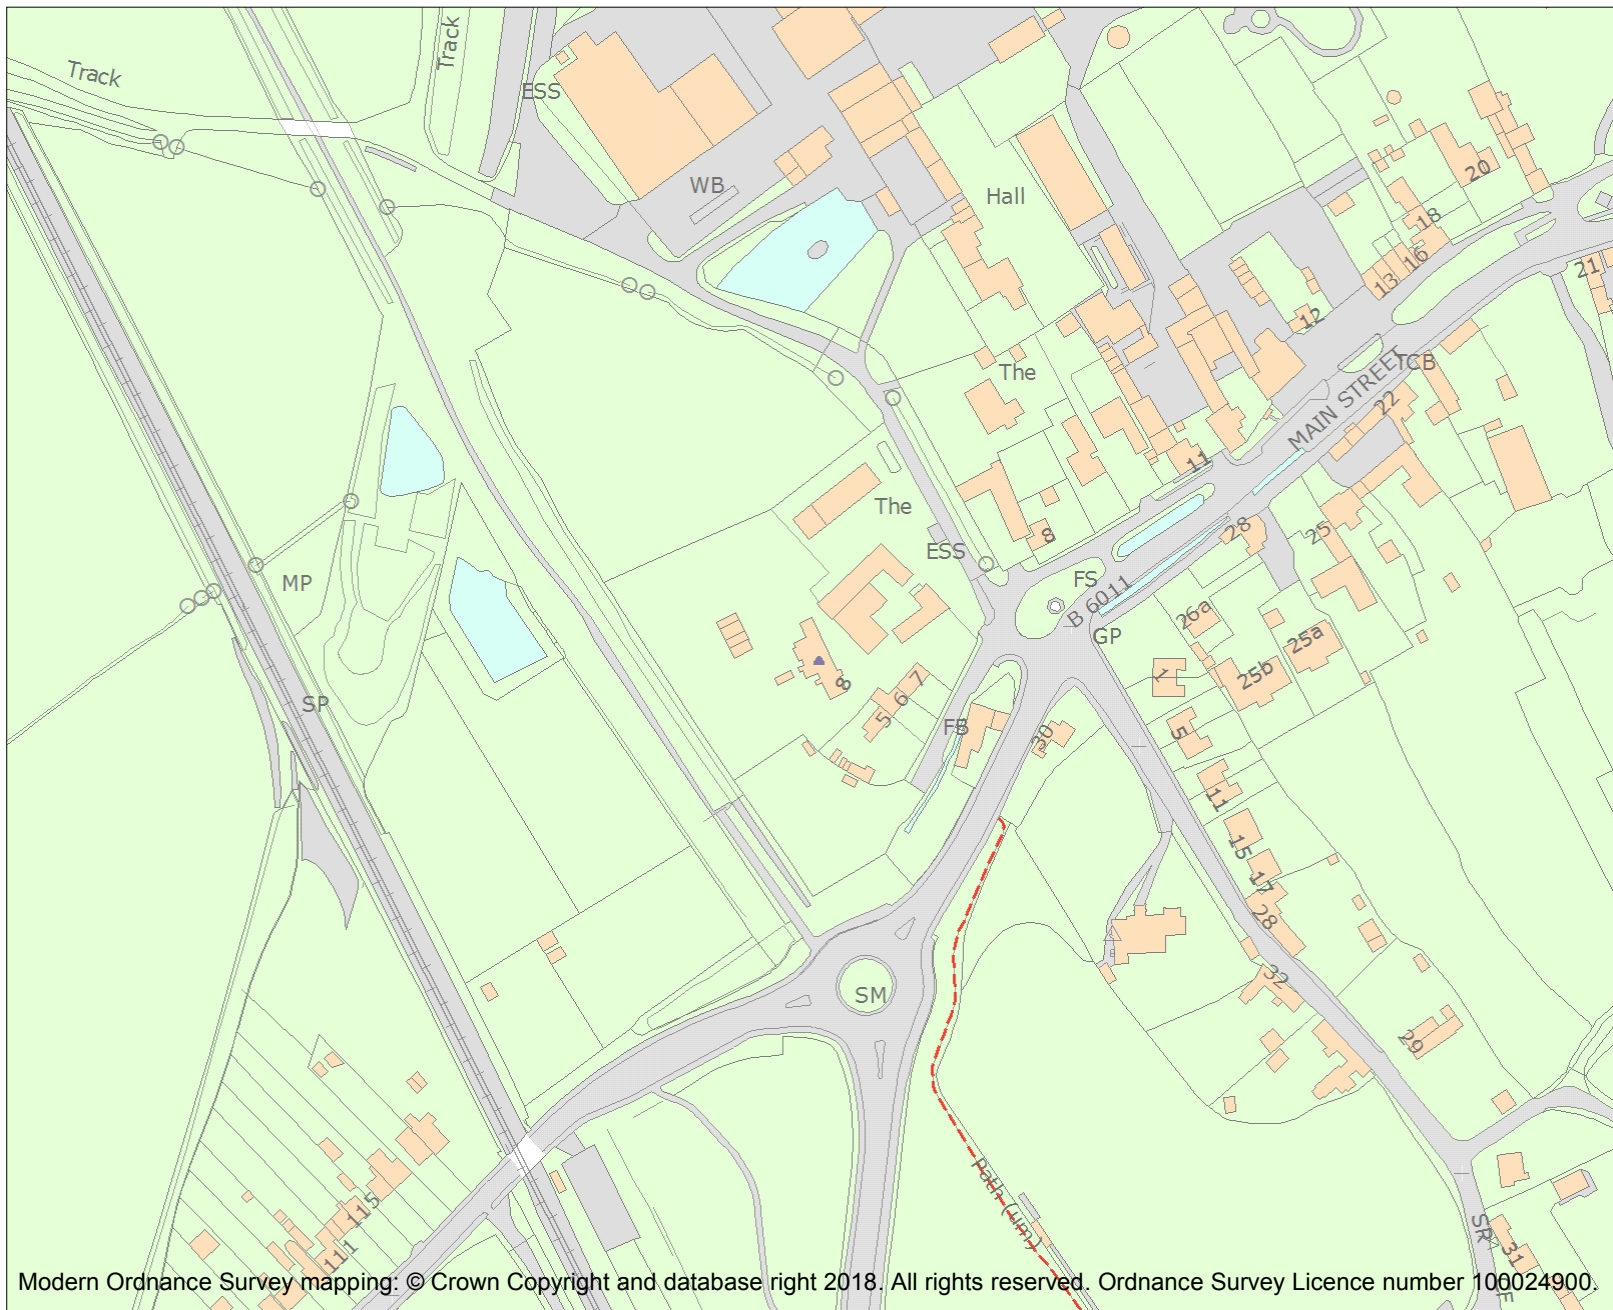 Track
Track
ESS
WB
Hall
20
18
16
13
21
12
The
TCB
MAIN STREET
22
11
The
8
28
25
ESS
MP
FS
B 6011
GP
26a
25a
25b
1
8
7
6
5
SP
FB
30
5
11
15
17
28
32
SM
29
Path (um)
115
111
SR
31
Modern Ordnance Survey mapping: © Crown Copyright and database right 2018. All rights reserved. Ordnance Survey Licence number 100024900.